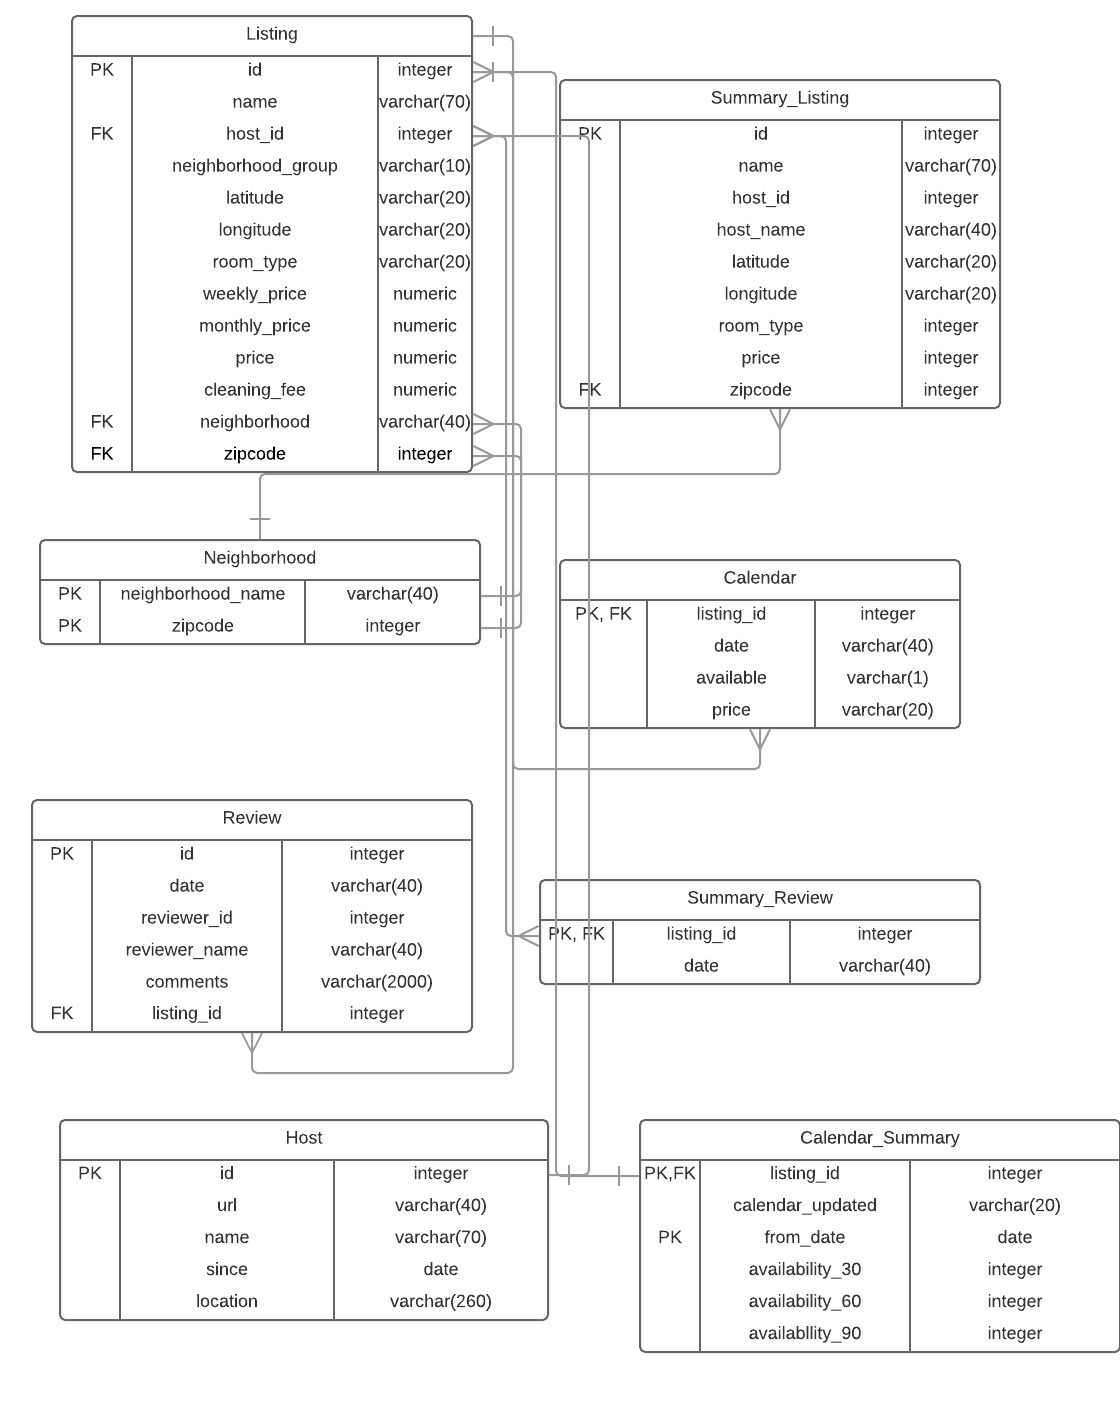 Listing
PK id integer
name varchar(70)
FK host_id integer
neighborhood_group varchar(10)
latitude varchar(20)
longitude varchar(20)
room_type varchar(20)
weekly_price numeric
monthly_price numeric
price numeric
cleaning_fee numeric
FK neighborhood varchar(40)
FK zipcode integer
Summary_Listing
PK id integer
name varchar(70)
host_id integer
host_name varchar(40)
latitude varchar(20)
longitude varchar(20)
room_type integer
price integer
FK zipcode integer
Neighborhood
PK neighborhood_name varchar(40)
PK zipcode integer
Calendar
PK, FK listing_id integer
date varchar(40)
available varchar(1)
price varchar(20)
Review
PK id integer
date varchar(40)
reviewer_id integer
reviewer_name varchar(40)
comments varchar(2000)
FK listing_id integer
Summary_Review
PK, FK listing_id integer
date varchar(40)
Host
PK id integer
url varchar(40)
name varchar(70)
since date
location varchar(260)
Calendar_Summary
PK,FK listing_id integer
calendar_updated varchar(20)
PK from_date date
availability_30 integer
availability_60 integer
availabllity_90 integer